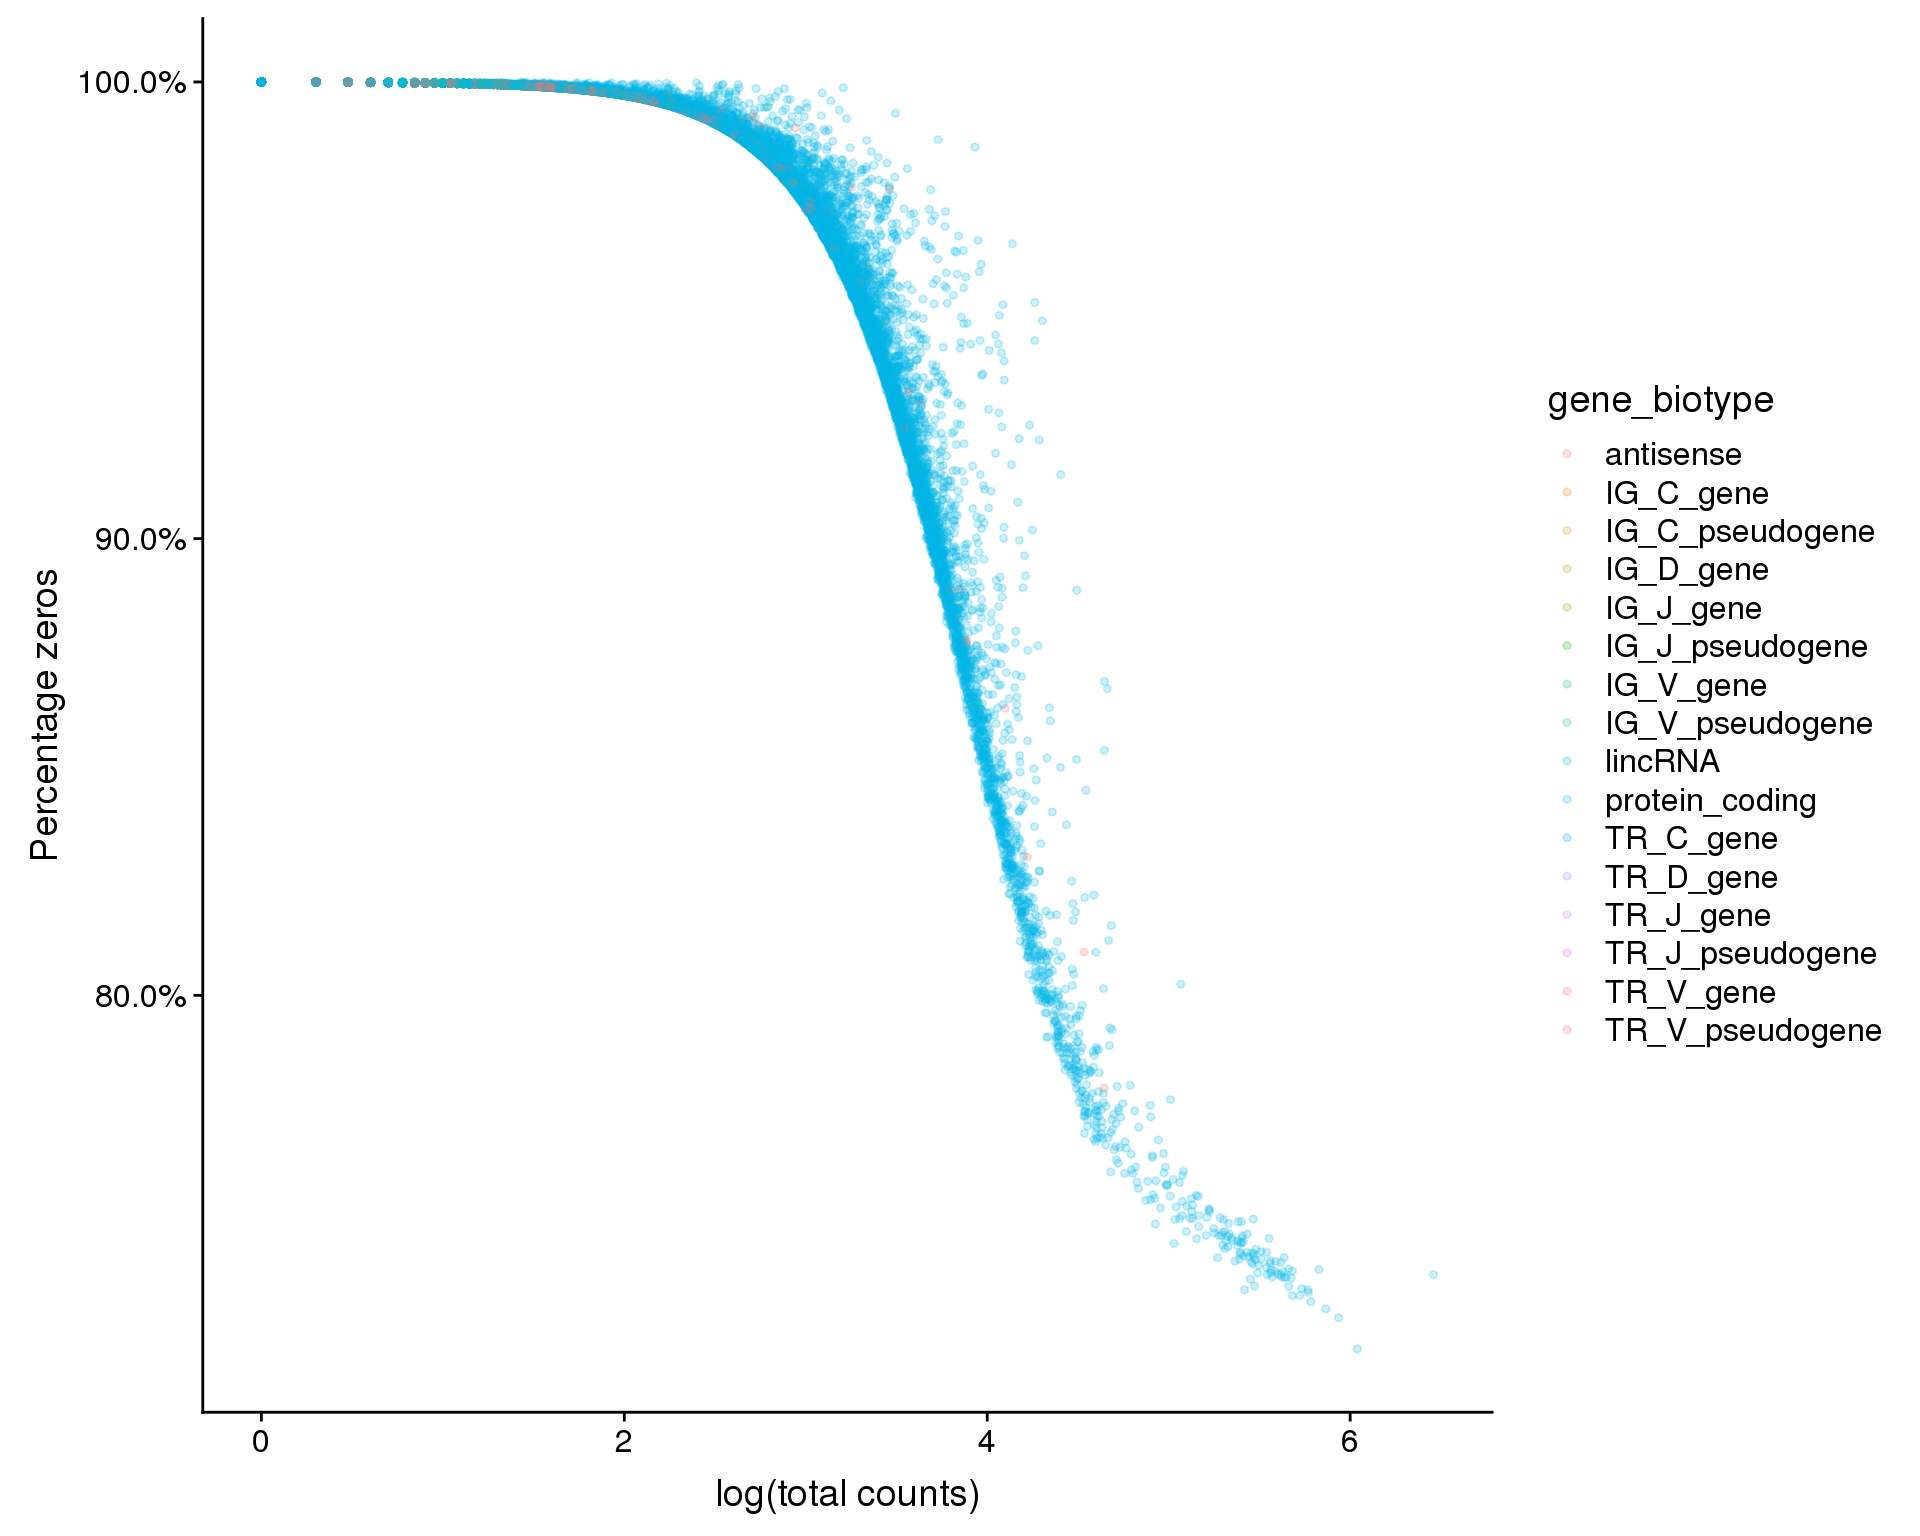 100.0%
90.0%
80.0%
Percentage zeros
0 2 4 6
log(total counts)
gene_biotype
antisense
IG_C_gene
IG_C_pseudogene
IG_D_gene
IG_J_gene
IG_J_pseudogene
IG_V_gene
IG_V_pseudogene
lincRNA
protein_coding
TR_C_gene
TR_D_gene
TR_J_gene
TR_J_pseudogene
TR_V_gene
TR_V_pseudogene